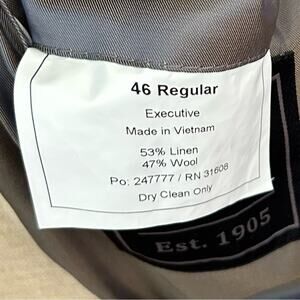 46 Regular
Executive
Made in Vietnam
53% Linen
47% Wool
Po: 247777 / RN 31608
Dry Clean Only
Est. 1905